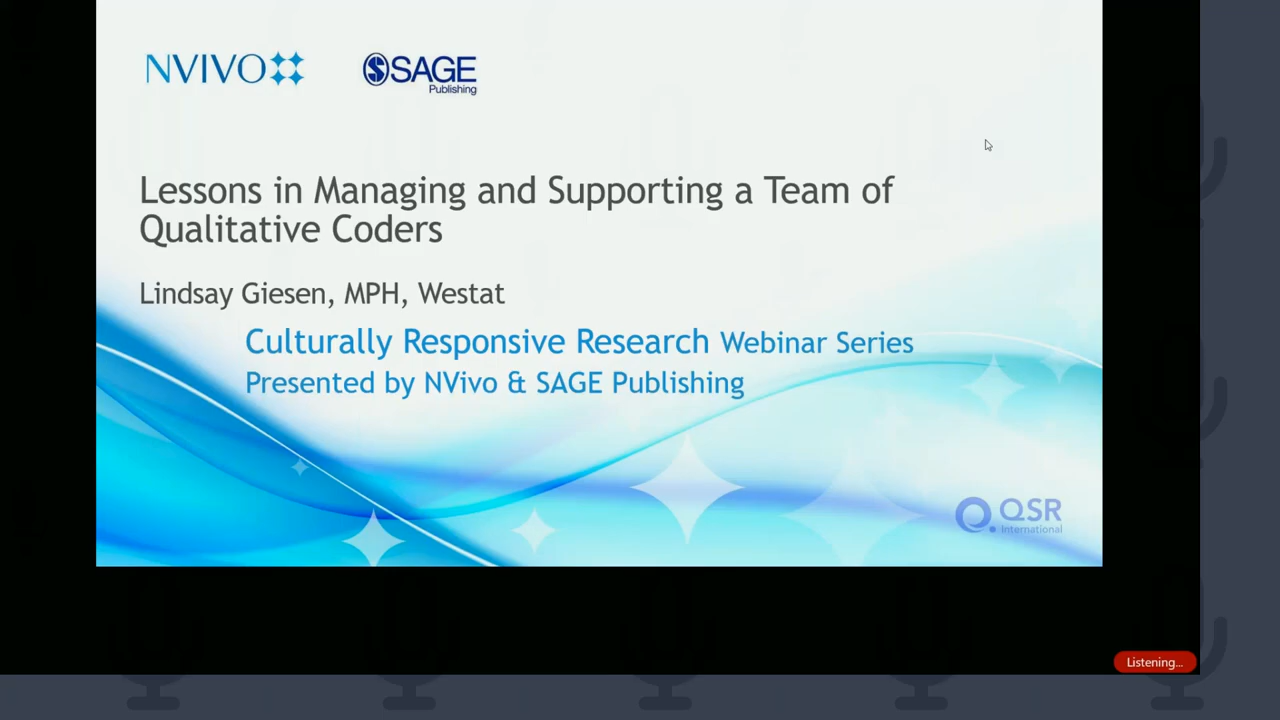 NVIVO
SAGE
Publishing
Lessons in Managing and Supporting a Team of
Qualitative Coders
Lindsay Giesen, MPH, Westat
Culturally Responsive Research Webinar Series
Presented by NVivo & SAGE Publishing
QSR
International
Listening...